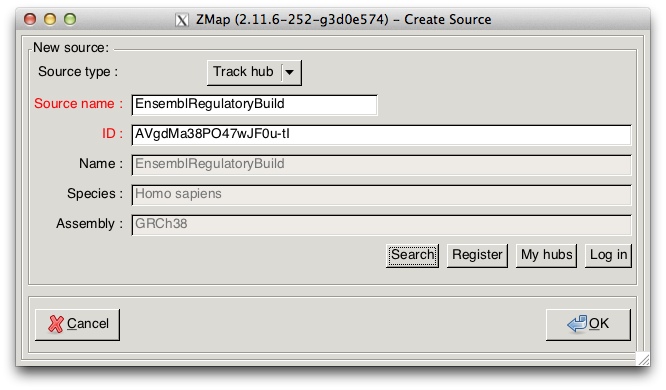 ZMap (2.11.6-252-g3d0e574) - Create Source
New source:
Source type : Track hub
Source name : EnsemblRegulatoryBuild
ID : AVgdMa38PO47wJF0u-tI
Name : EnsemblRegulatoryBuild
Species : Homo sapiens
Assembly : GRCh38
Search Register My hubs Log in
Cancel OK